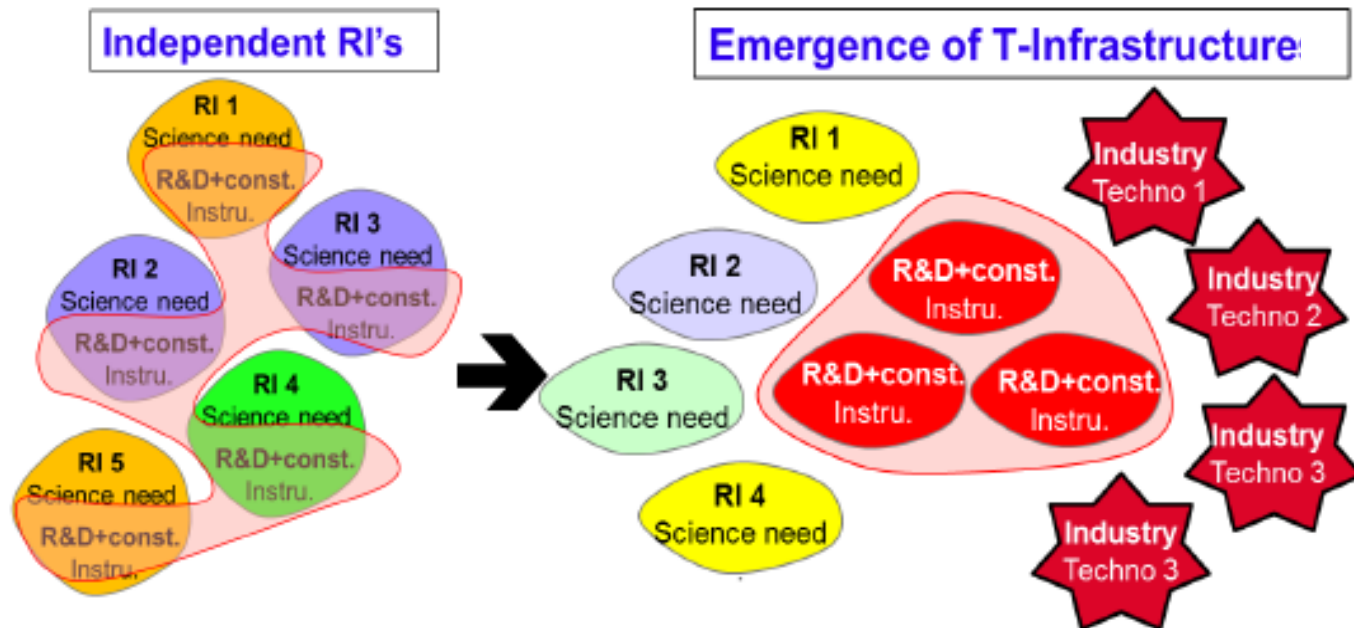 Independent RI's
RI 1
Science need
R&D+const.
Instru.
RI 3
Science need
R&D+const.
Instru.
RI 2
Science need
R&D+const.
Instru.
RI 4
Science need
R&D+const.
Instru.
RI 5
Science need
R&D+const.
Instru.
Emergence of T-Infrastructures
RI 1
Science need
RI 2
Science need
RI 3
Science need
RI 4
Science need
R&D+const.
Instru.
R&D+const.
Instru.
R&D+const.
Instru.
Industry
Techno 1
Industry
Techno 2
Industry
Techno 3
Industry
Techno 3